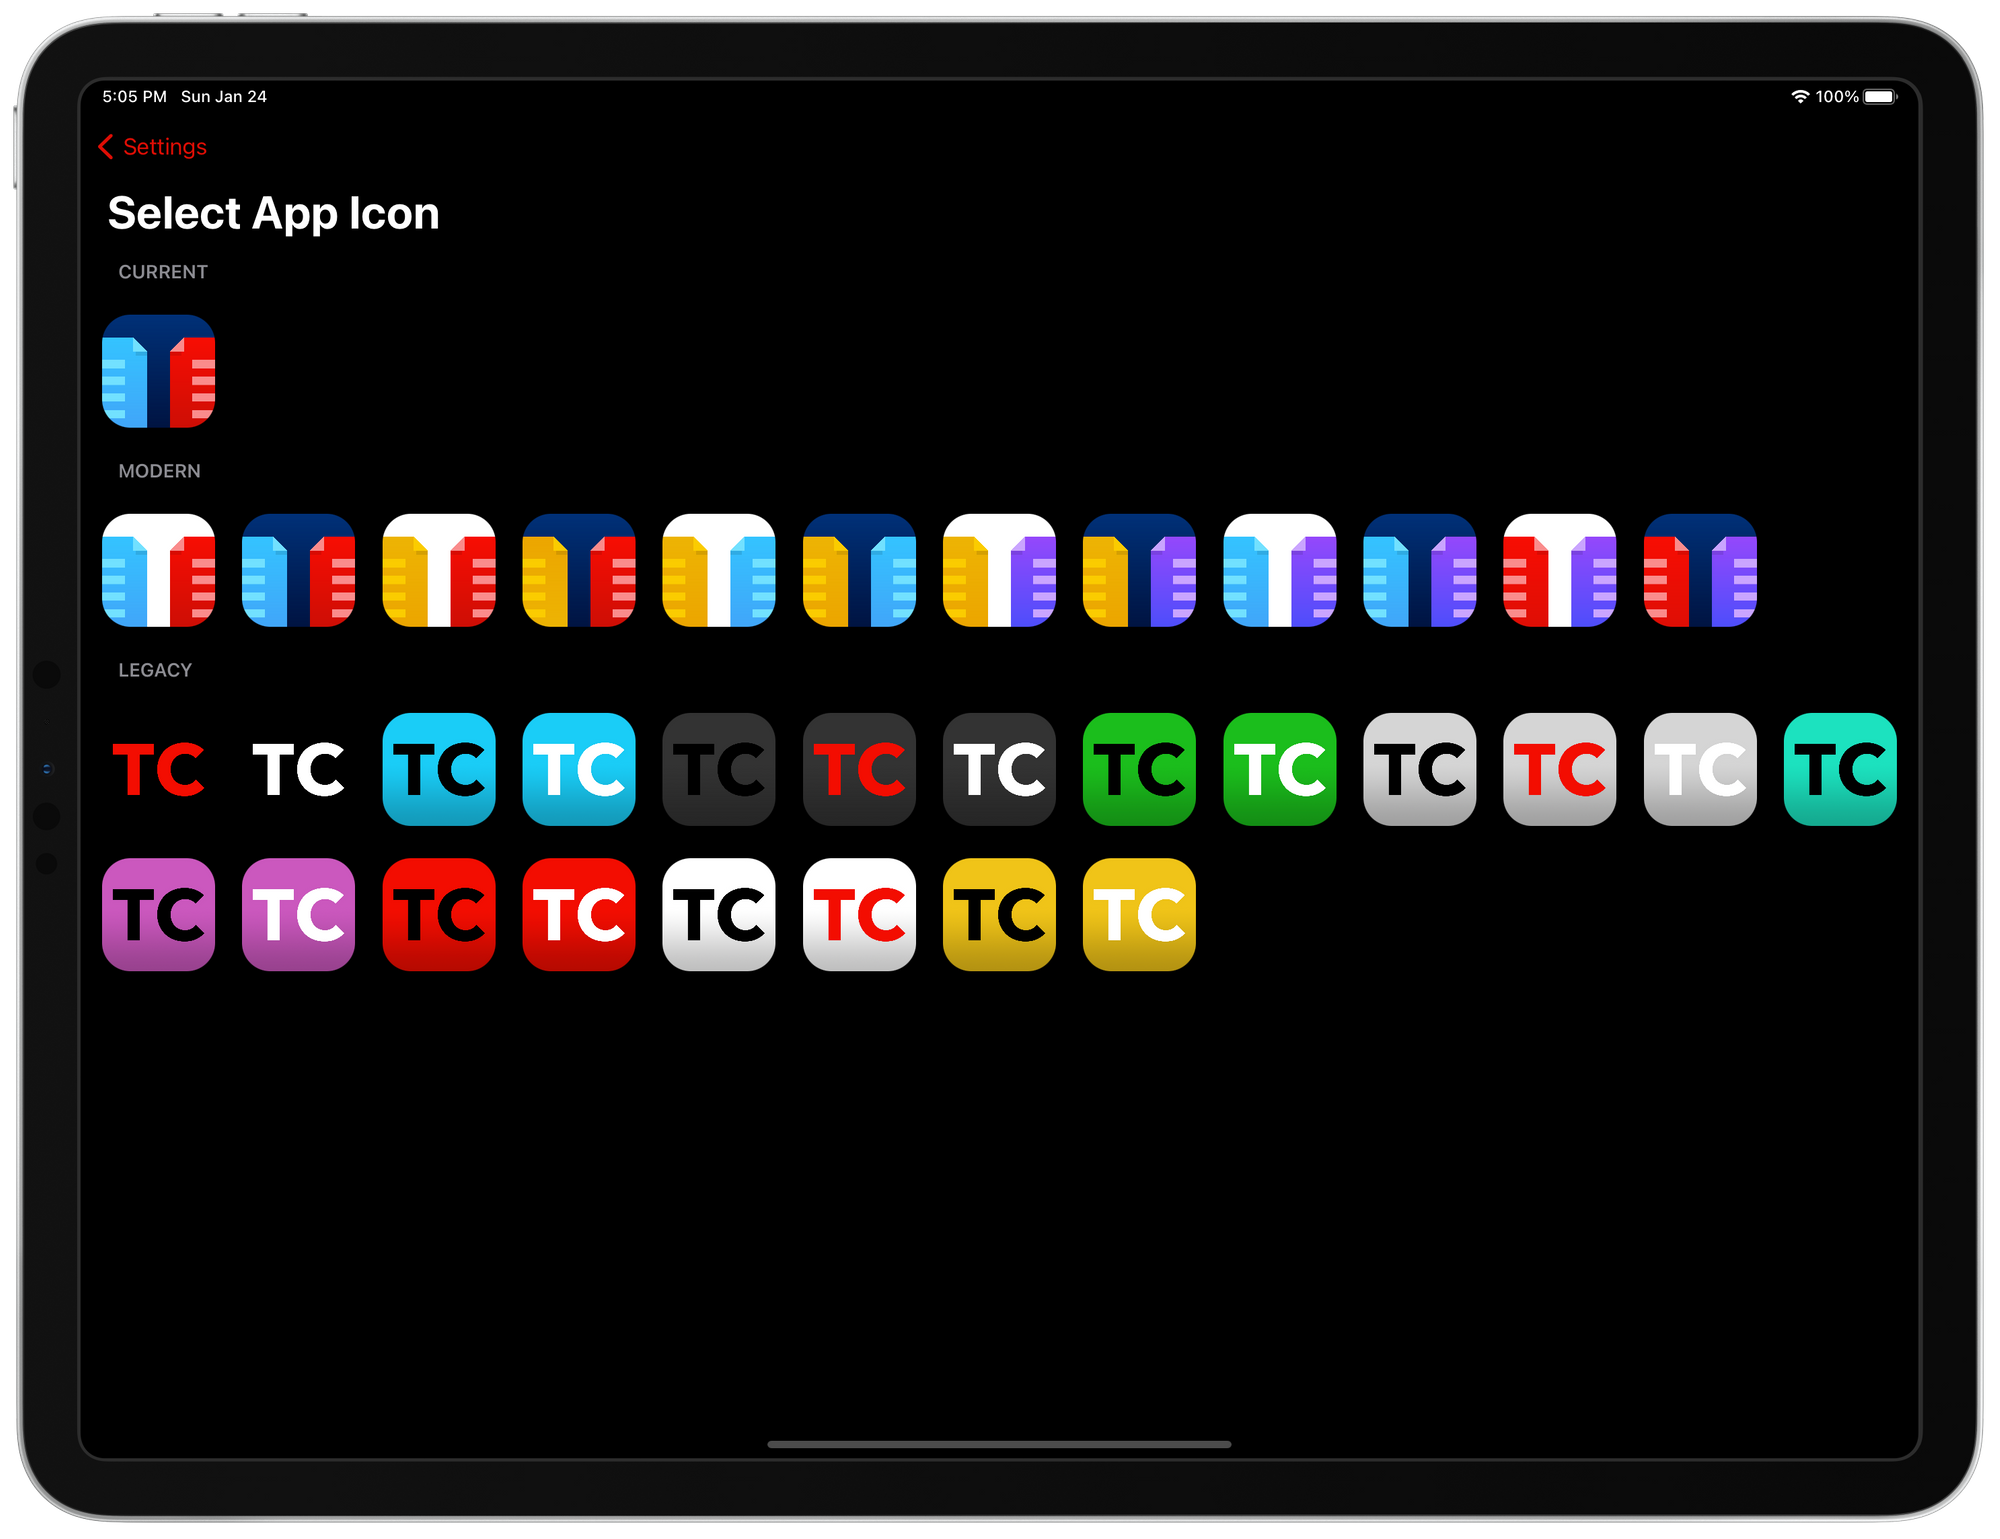 5:05 PM Sun Jan 24 100%
Settings
Select App Icon
CURRENT
T
MODERN
T T T T T T T T T T T T
LEGACY
TC TC TC TC TC TC TC TC TC TC TC TC TC
TC TC TC TC TC TC TC TC